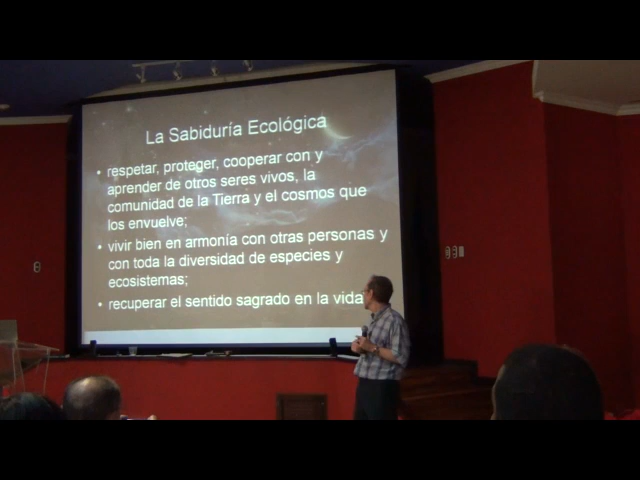 La Sabiduría Ecológica
• respetar, proteger, cooperar con y
aprender de otros seres vivos, la
comunidad de la Tierra y el cosmos que
los envuelve;
• vivir bien en armonía con otras personas y
con toda la diversidad de especies y
ecosistemas;
• recuperar el sentido sagrado en la vida